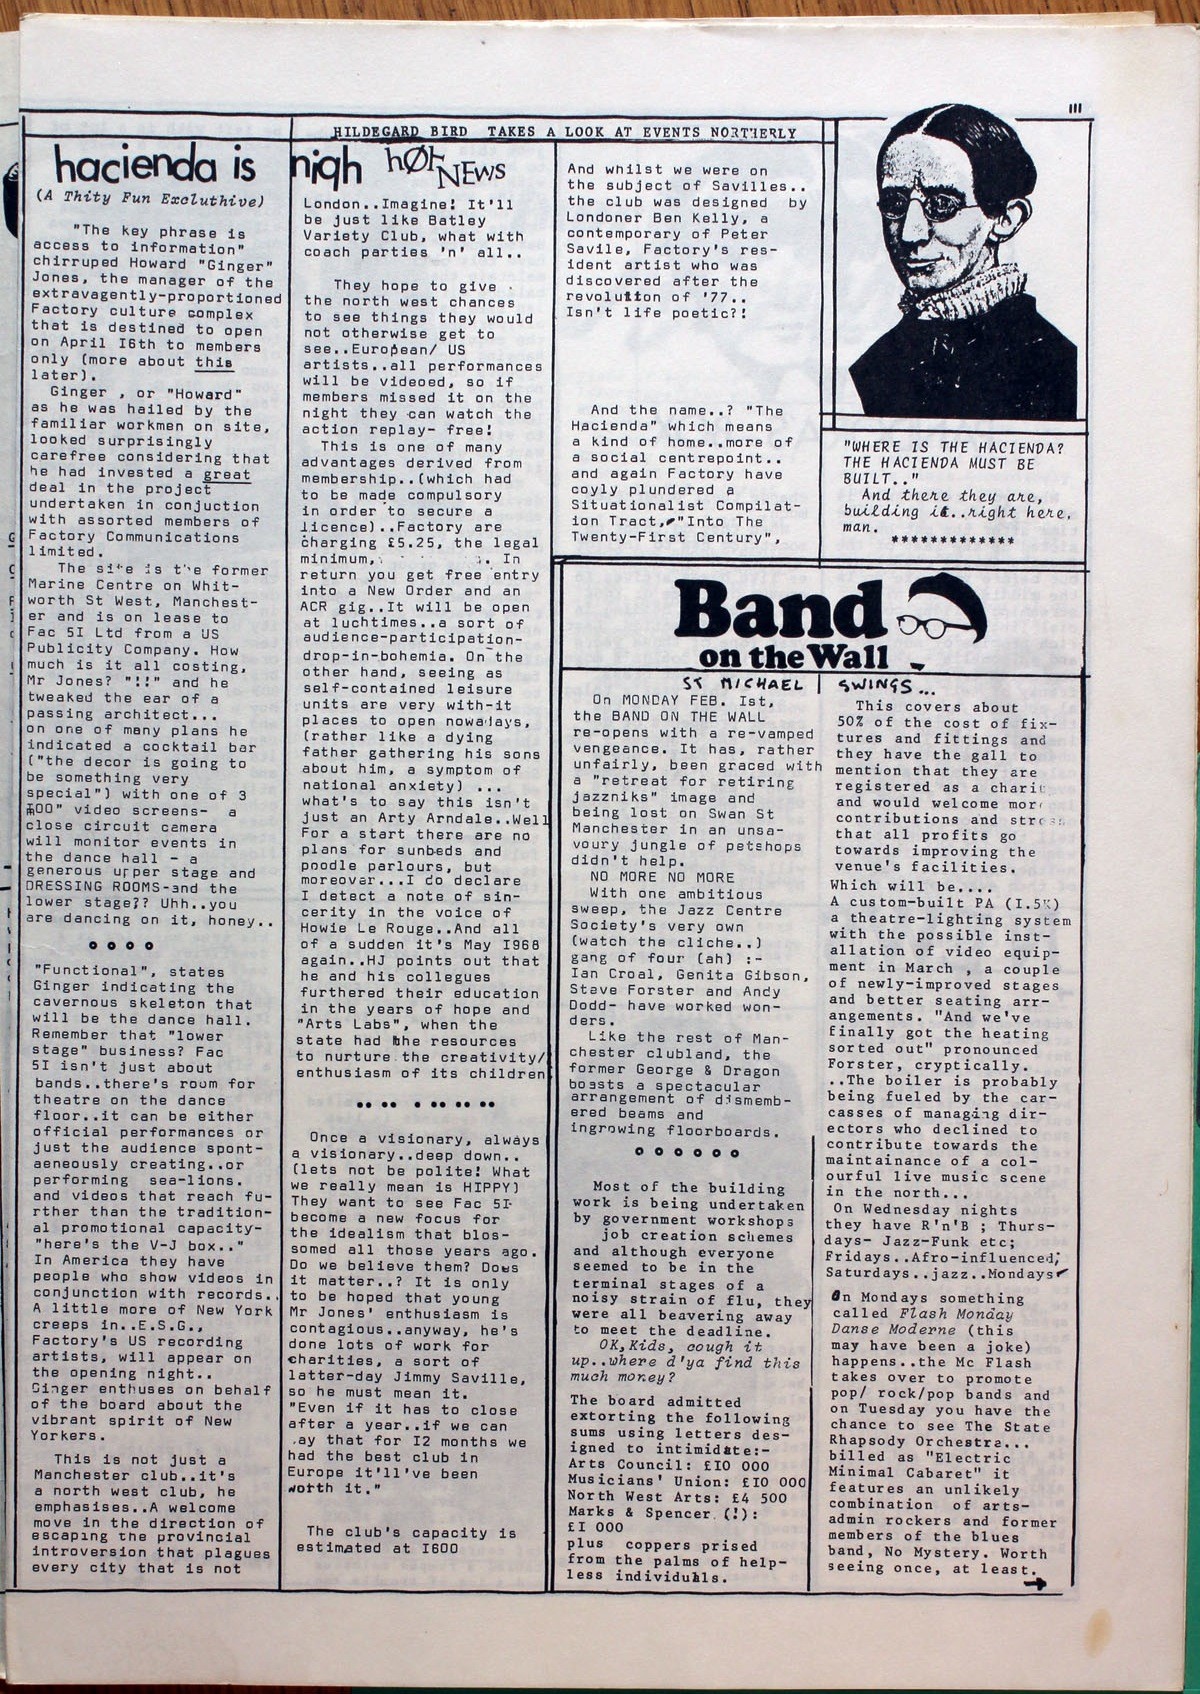 III
HILDEGARD BIRD TAKES A LOOK AT EVENTS NORTHERLY
hacienda is nigh
hØt NEWS
(A Thity Fun Excluthive)
"The key phrase is
access to information"
chirruped Howard "Ginger"
Jones, the manager of the
extravagently-proportioned
Factory culture complex
that is destined to open
on April I6th to members
only (more about this
later).
Ginger , or "Howard"
as he was hailed by the
familiar workmen on site,
looked surprisingly
carefree considering that
he had invested a great
deal in the project
undertaken in conjuction
with assorted members of
Factory Communications
limited.
The site is the former
Marine Centre on Whit-
worth St West, Manchest-
er and is on lease to
Fac 5I Ltd from a US
Publicity Company. How
much is it all costing,
Mr Jones? "!!" and he
tweaked the ear of a
passing architect...
on one of many plans he
indicated a cocktail bar
("the decor is going to
be something very
special") with one of 3
00" video screens- a
close circuit camera
will monitor events in
the dance hall - a
generous upper stage and
DRESSING ROOMS-and the
lower stage?? Uhh..you
are dancing on it, honey..
o o o o
"Functional", states
Ginger indicating the
cavernous skeleton that
will be the dance hall.
Remember that "lower
stage" business? Fac
5I isn't just about
bands..there's room for
theatre on the dance
floor..it can be either
official performances or
just the audience spont-
aeneously creating..or
performing sea-lions.
and videos that reach fu-
rther than the tradition-
al promotional capacity-
"here's the V-J box.."
In America they have
people who show videos in
conjunction with records..
A little more of New York
creeps in..E.S.G.,
Factory's US recording
artists, will appear on
the opening night..
Ginger enthuses on behalf
of the board about the
vibrant spirit of New
Yorkers.
This is not just a
Manchester club..it's
a north west club, he
emphasises..A welcome
move in the direction of
escaping the provincial
introversion that plagues
every city that is not
London..Imagine! It'll
be just like Batley
Variety Club, what with
coach parties 'n' all..
They hope to give
the north west chances
to see things they would
not otherwise get to
see..European/ US
artists..all performances
will be videoed, so if
members missed it on the
night they can watch the
action replay- free!
This is one of many
advantages derived from
membership..(which had
to be made compulsory
in order to secure a
licence)..Factory are
charging £5.25, the legal
minimum, . In
return you get free entry
into a New Order and an
ACR gig..It will be open
at luchtimes..a sort of
audience-participation-
drop-in-bohemia. On the
other hand, seeing as
self-contained leisure
units are very with-it
places to open nowadays,
(rather like a dying
father gathering his sons
about him, a symptom of
national anxiety) ...
what's to say this isn't
just an Arty Arndale..Well
For a start there are no
plans for sunbeds and
poodle parlours, but
moreover...I do declare
I detect a note of sin-
cerity in the voice of
Howie Le Rouge..And all
of a sudden it's May I968
again..HJ points out that
he and his collegues
furthered their education
in the years of hope and
"Arts Labs", when the
state had the resources
to nurture the creativity/
enthusiasm of its children
•• •• • •• •• ••
Once a visionary, always
a visionary..deep down..
(lets not be polite! What
we really mean is HIPPY)
They want to see Fac 5I
become a new focus for
the idealism that blos-
somed all those years ago.
Do we believe them? Does
it matter..? It is only
to be hoped that young
Mr Jones' enthusiasm is
contagious..anyway, he's
done lots of work for
charities, a sort of
latter-day Jimmy Saville,
so he must mean it.
"Even if it has to close
after a year..if we can
.ay that for I2 months we
had the best club in
Europe it'll've been
worth it."
The club's capacity is
estimated at I600
And whilst we were on
the subject of Savilles..
the club was designed by
Londoner Ben Kelly, a
contemporary of Peter
Savile, Factory's res-
ident artist who was
discovered after the
revolution of '77..
Isn't life poetic?!
And the name..? "The
Hacienda" which means
a kind of home..more of
a social centrepoint..
and again Factory have
coyly plundered a
Situationalist Compilat-
ion Tract, "Into The
Twenty-First Century",
"WHERE IS THE HACIENDA?
THE HACIENDA MUST BE
BUILT.."
And there they are,
building it..right here,
man.
*************
Band
on the Wall
ST MICHAEL SWINGS...
On MONDAY FEB. Ist,
the BAND ON THE WALL
re-opens with a re-vamped
vengeance. It has, rather
unfairly, been graced with
a "retreat for retiring
jazzniks" image and
being lost on Swan St
Manchester in an unsa-
voury jungle of petshops
didn't help.
NO MORE NO MORE
With one ambitious
sweep, the Jazz Centre
Society's very own
(watch the cliche..)
gang of four (ah) :-
Ian Croal, Genita Gibson,
Steve Forster and Andy
Dodd- have worked won-
ders.
Like the rest of Man-
chester clubland, the
former George & Dragon
boasts a spectacular
arrangement of dismemb-
ered beams and
ingrowing floorboards.
o o o o o o
Most of the building
work is being undertaken
by government workshops
job creation schemes
and although everyone
seemed to be in the
terminal stages of a
noisy strain of flu, they
were all beavering away
to meet the deadline.
OK,Kids, cough it
up..where d'ya find this
much money?
The board admitted
extorting the following
sums using letters des-
igned to intimidate:-
Arts Council: £I0 000
Musicians' Union: £I0 000
North West Arts: £4 500
Marks & Spencer (!):
£I 000
plus coppers prised
from the palms of help-
less individuals.
This covers about
50% of the cost of fix-
tures and fittings and
they have the gall to
mention that they are
registered as a charit
and would welcome more
contributions and stress
that all profits go
towards improving the
venue's facilities.
Which will be....
A custom-built PA (I.5K)
a theatre-lighting system
with the possible inst-
allation of video equip-
ment in March , a couple
of newly-improved stages
and better seating arr-
angements. "And we've
finally got the heating
sorted out" pronounced
Forster, cryptically.
..The boiler is probably
being fueled by the car-
casses of managing dir-
ectors who declined to
contribute towards the
maintainance of a col-
ourful live music scene
in the north...
On Wednesday nights
they have R'n'B ; Thurs-
days- Jazz-Funk etc;
Fridays..Afro-influenced;
Saturdays..jazz..Mondays
On Mondays something
called Flash Monday
Danse Moderne (this
may have been a joke)
happens..the Mc Flash
takes over to promote
pop/ rock/pop bands and
on Tuesday you have the
chance to see The State
Rhapsody Orchestra...
billed as "Electric
Minimal Cabaret" it
features an unlikely
combination of arts-
admin rockers and former
members of the blues
band, No Mystery. Worth
seeing once, at least.
→